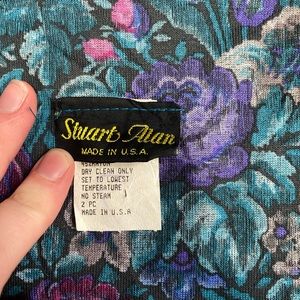 Stuart Alan
MADE IN U.S.A.
DRY CLEAN ONLY
SET TO LOWEST
TEMPERATURE
NO STEAM
2 PC
MADE IN U.S.A